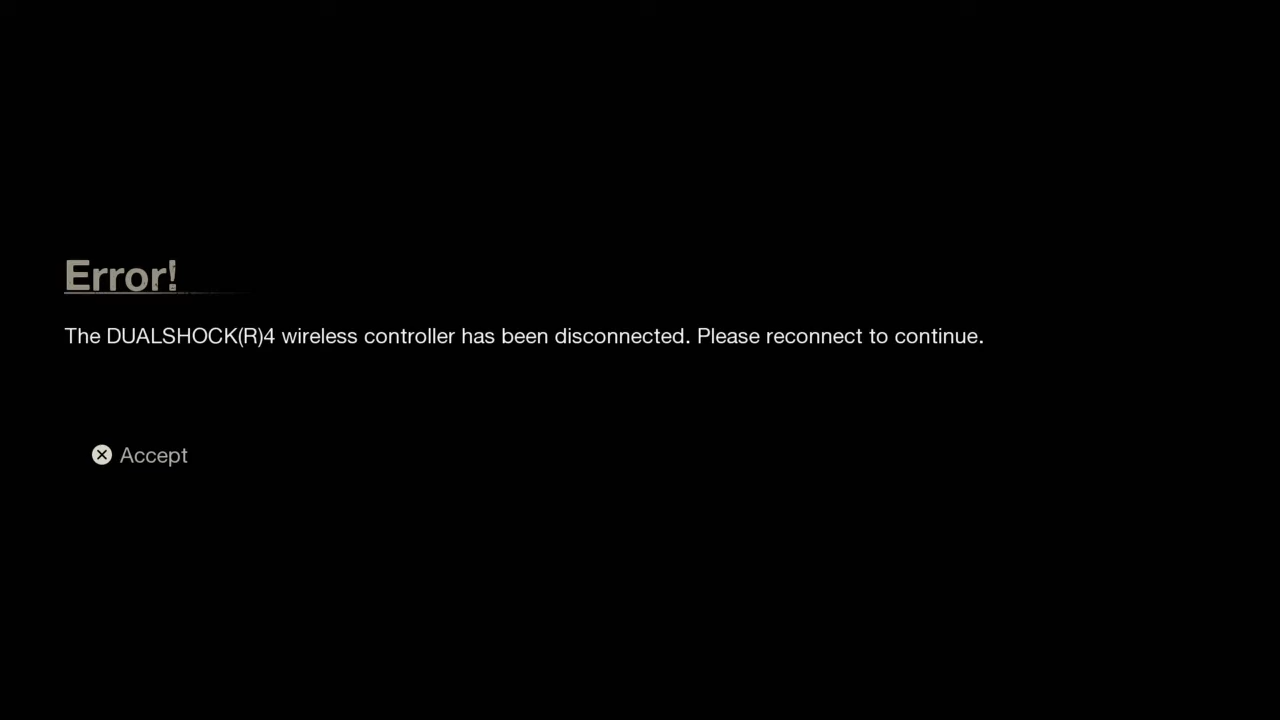 Error!
The DUALSHOCK(R)4 wireless controller has been disconnected. Please reconnect to continue.
Accept